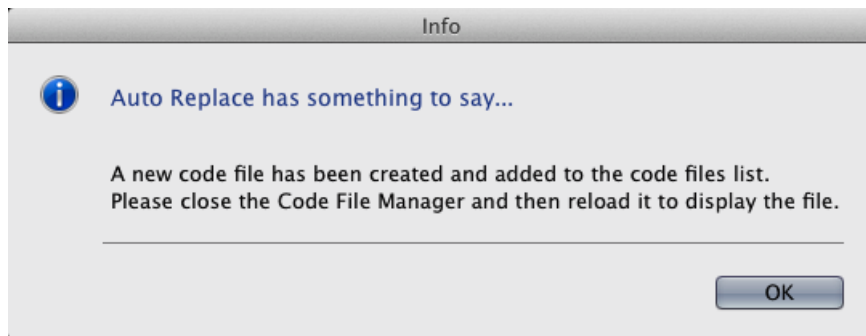 Info
Auto Replace has something to say...
A new code file has been created and added to the code files list.
Please close the Code File Manager and then reload it to display the file.
OK